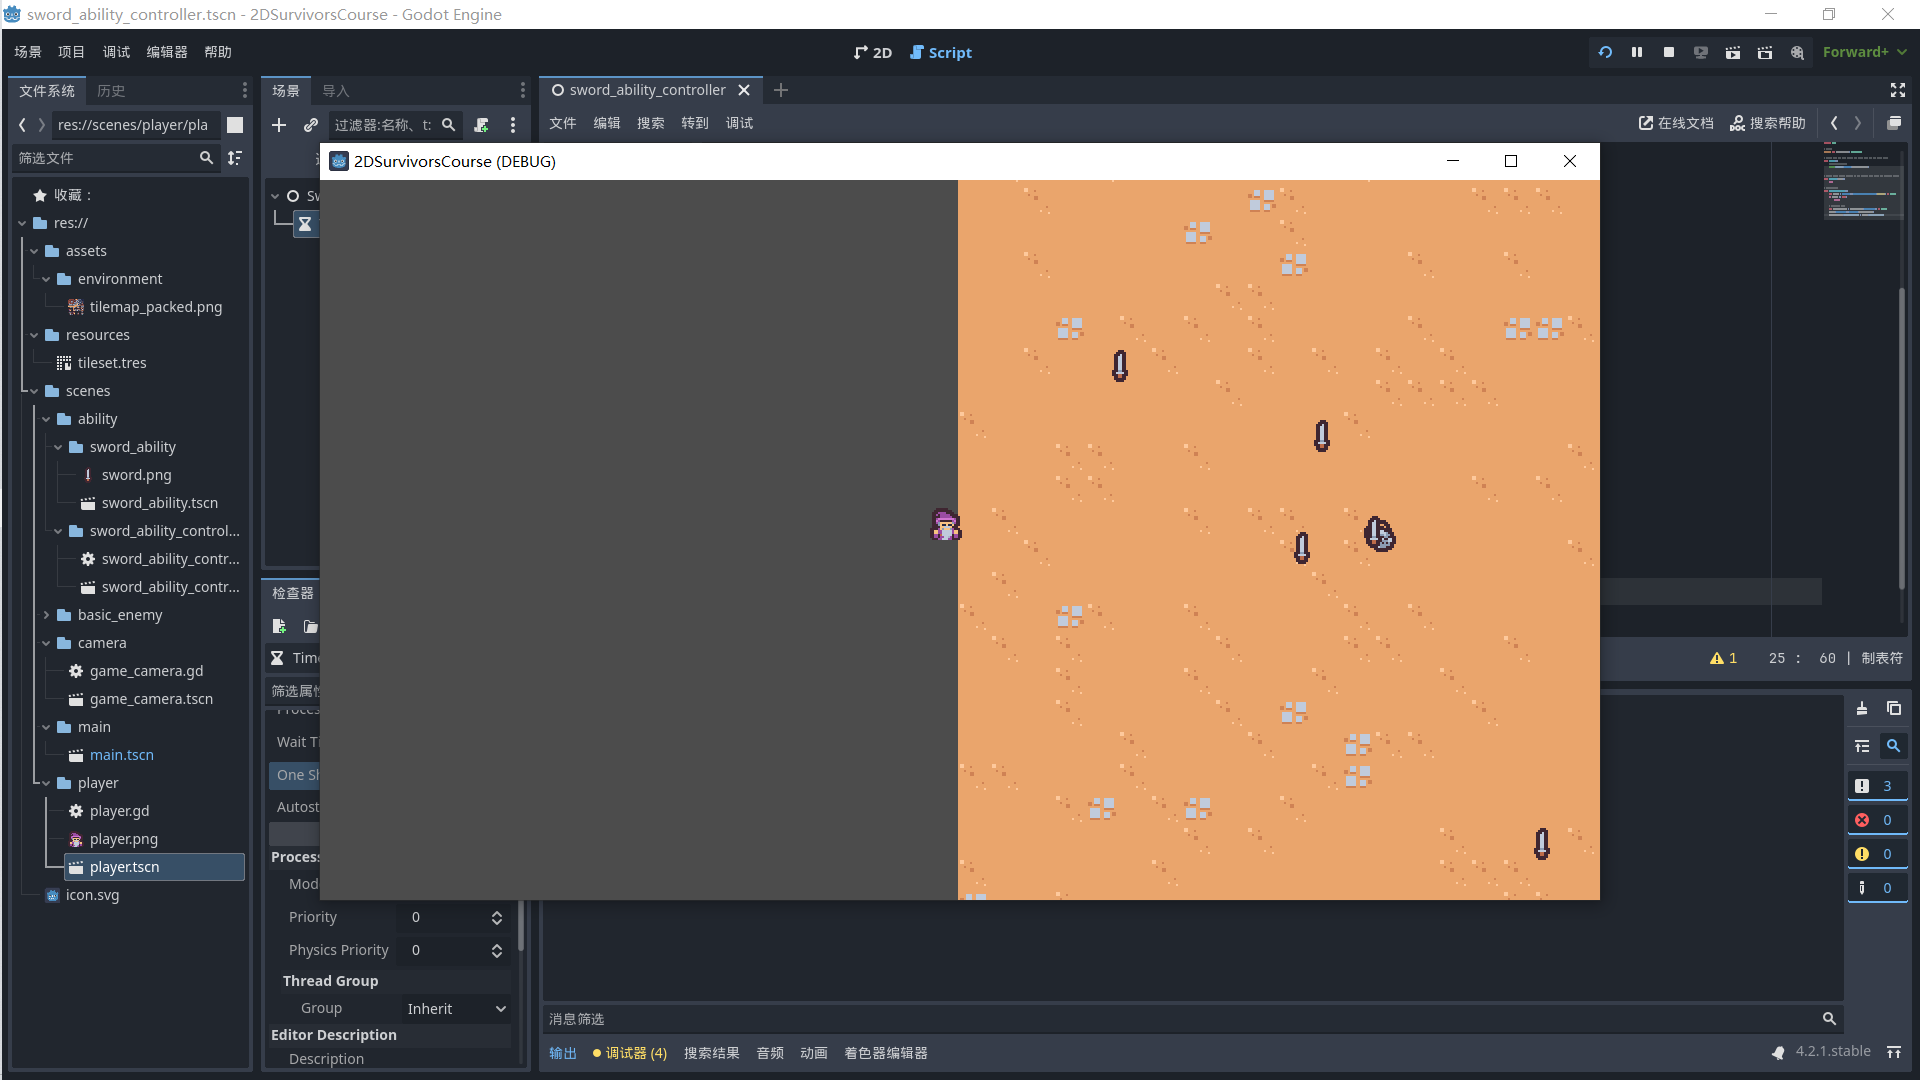 sword_ability_controller.tscn - 2DSurvivorsCourse - Godot Engine
场景 项目 调试 编辑器 帮助
2D Script
Forward+
文件系统 历史
场景 导入
sword_ability_controller
res://scenes/player/pla
过滤器:名称、t:
文件 编辑 搜索 转到 调试
在线文档 搜索帮助
筛选文件
2DSurvivorsCourse (DEBUG)
收藏：
res://
assets
environment
tilemap_packed.png
resources
tileset.tres
scenes
ability
sword_ability
sword.png
sword_ability.tscn
sword_ability_control...
sword_ability_contr...
sword_ability_contr...
basic_enemy
camera
game_camera.gd
game_camera.tscn
main
main.tscn
player
player.gd
player.png
player.tscn
icon.svg
检查器
筛选属性
One Sh
Autost
Process
Priority 0
Physics Priority 0
Thread Group
Group Inherit
Editor Description
Description
1 25 : 60 | 制表符
3
0
0
0
消息筛选
输出 调试器 (4) 搜索结果 音频 动画 着色器编辑器
4.2.1.stable